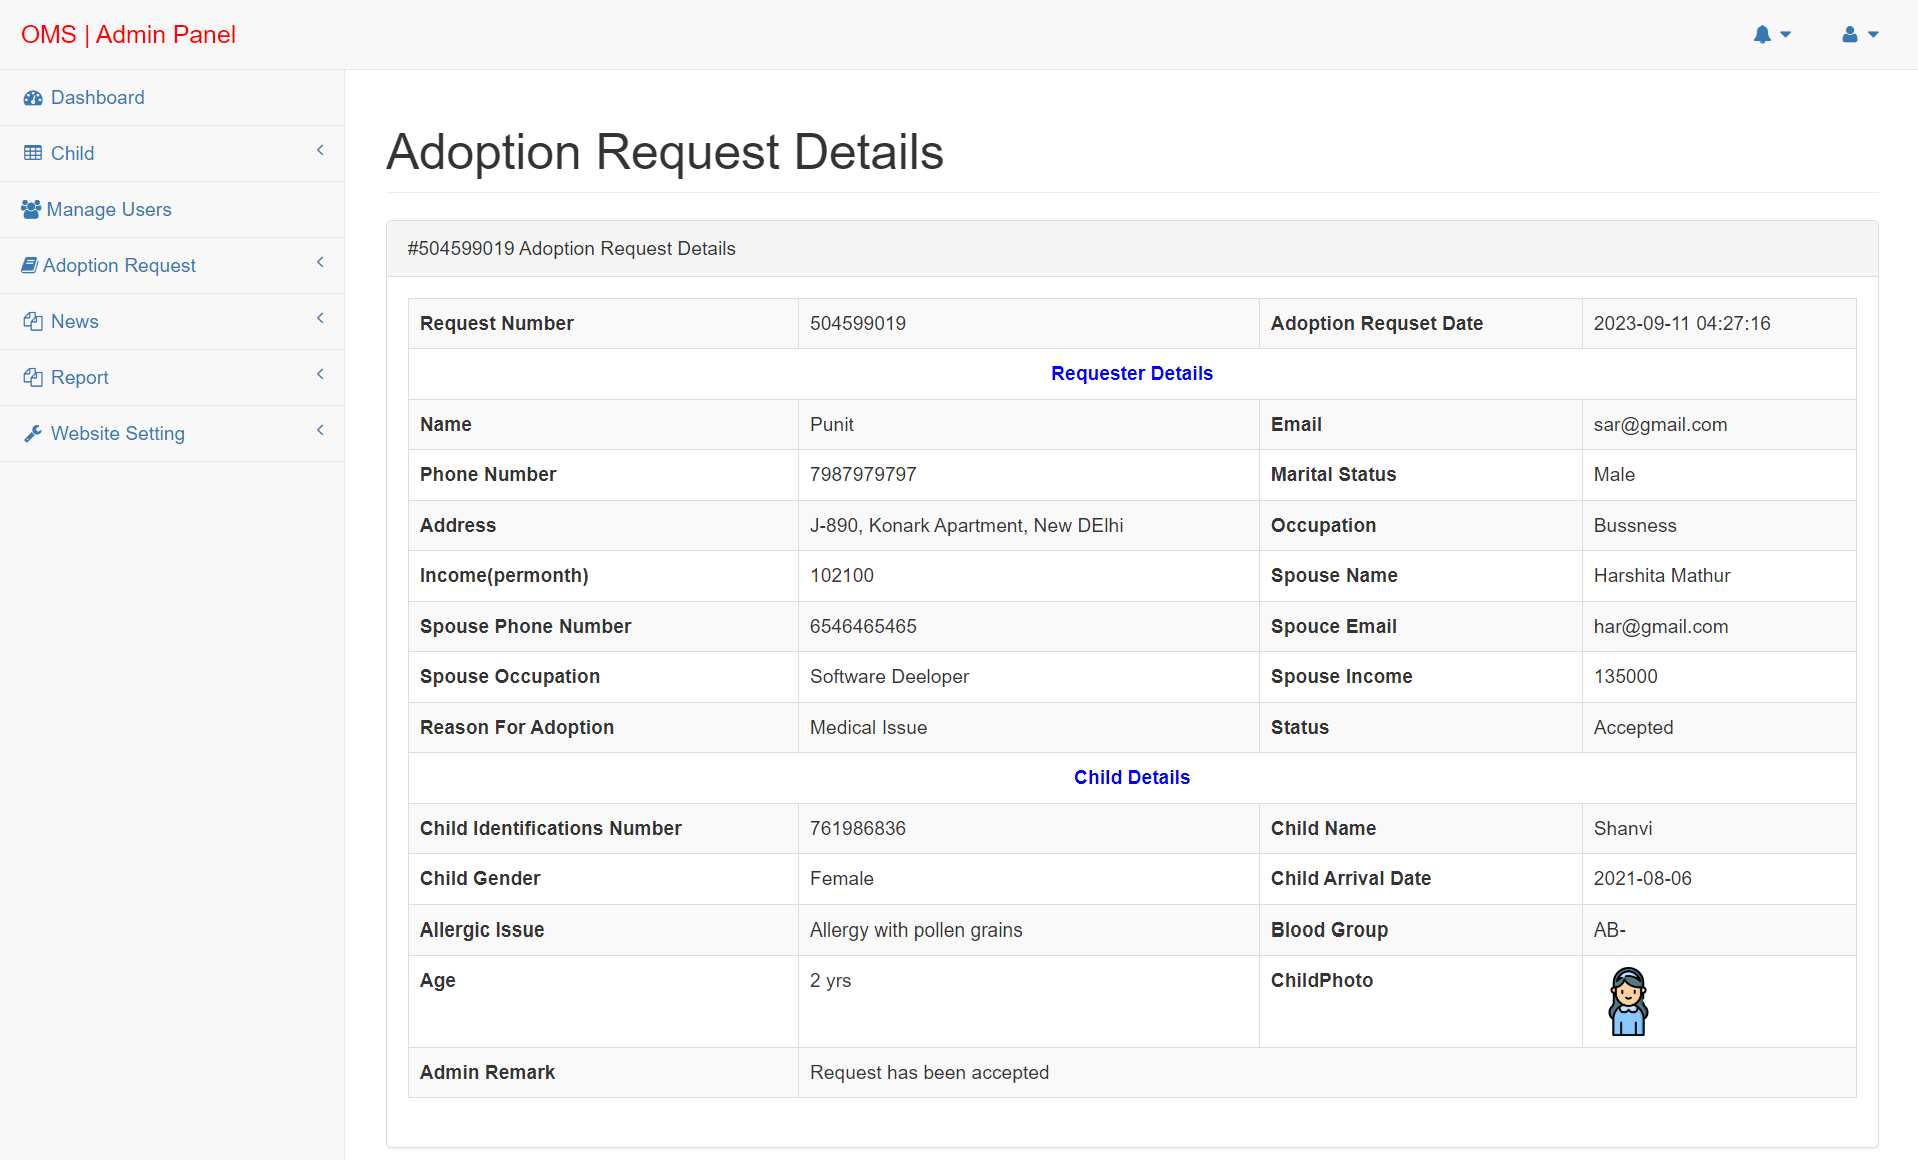 OMS | Admin Panel
Dashboard
Child
Manage Users
Adoption Request
News
Report
Website Setting
Adoption Request Details
#504599019 Adoption Request Details
Request Number 504599019 Adoption Requset Date 2023-09-11 04:27:16
Requester Details
Name Punit Email sar@gmail.com
Phone Number 7987979797 Marital Status Male
Address J-890, Konark Apartment, New DElhi Occupation Bussness
Income(permonth) 102100 Spouse Name Harshita Mathur
Spouse Phone Number 6546465465 Spouce Email har@gmail.com
Spouse Occupation Software Deeloper Spouse Income 135000
Reason For Adoption Medical Issue Status Accepted
Child Details
Child Identifications Number 761986836 Child Name Shanvi
Child Gender Female Child Arrival Date 2021-08-06
Allergic Issue Allergy with pollen grains Blood Group AB-
Age 2 yrs ChildPhoto
Admin Remark Request has been accepted